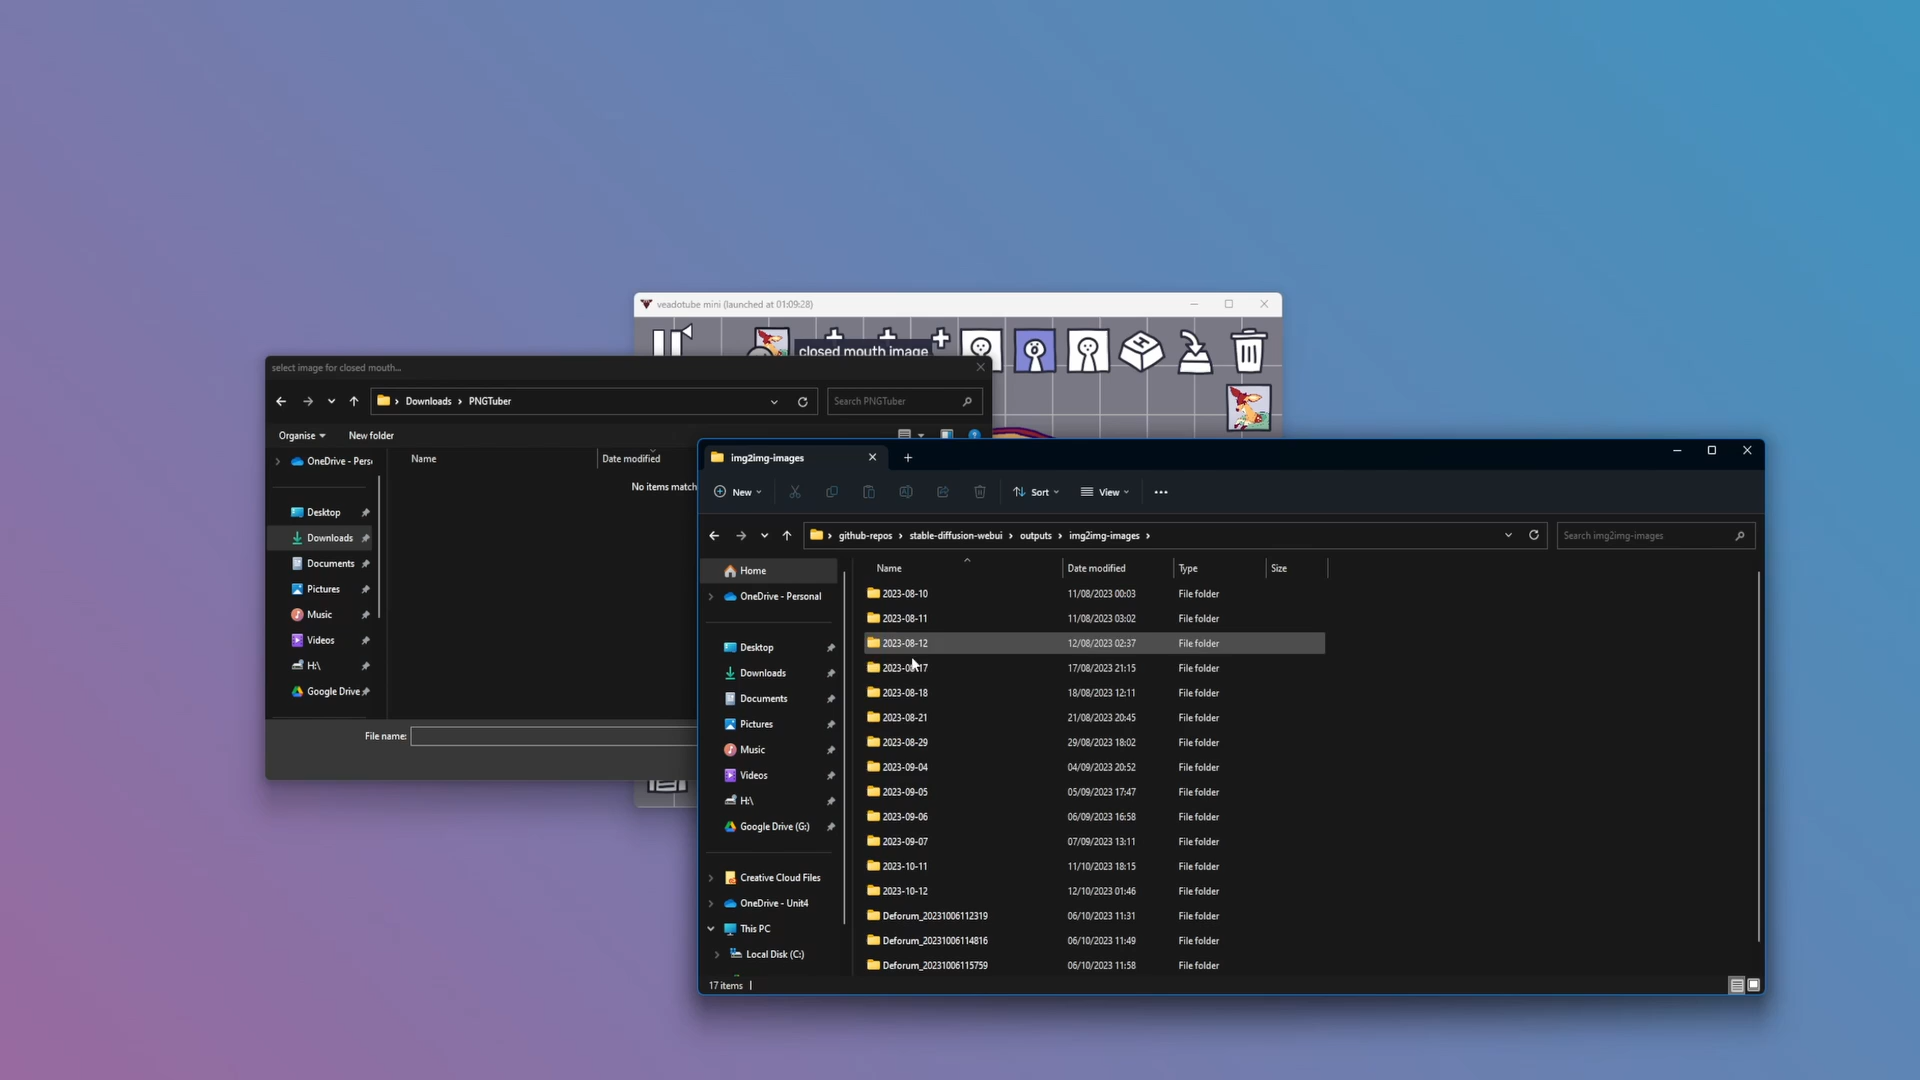 veadotube mini (launched at 01:09:28)
closed mouth image
select image for closed mouth...
Downloads > PNGTuber
Search PNGTuber
Organise
New folder
OneDrive - Pers
Name
Date modified
No items match
Desktop
Downloads
Documents
Pictures
Music
Videos
H:\
Google Drive
File name:
img2img-images
New
Sort
View
github-repos > stable-diffusion-webui > outputs > img2img-images >
Search img2img-images
Home
OneDrive - Personal
Desktop
Downloads
Documents
Pictures
Music
Videos
H:\
Google Drive (G:)
Creative Cloud Files
OneDrive - Unit4
This PC
Local Disk (C:)
Name Date modified Type Size
2023-08-10 11/08/2023 00:03 File folder
2023-08-11 11/08/2023 03:02 File folder
2023-08-12 12/08/2023 02:37 File folder
2023-08-17 17/08/2023 21:15 File folder
2023-08-18 18/08/2023 12:11 File folder
2023-08-21 21/08/2023 20:45 File folder
2023-08-29 29/08/2023 18:02 File folder
2023-09-04 04/09/2023 20:52 File folder
2023-09-05 05/09/2023 17:47 File folder
2023-09-06 06/09/2023 16:58 File folder
2023-09-07 07/09/2023 13:11 File folder
2023-10-11 11/10/2023 18:15 File folder
2023-10-12 12/10/2023 01:46 File folder
Deforum_20231006112319 06/10/2023 11:31 File folder
Deforum_20231006114816 06/10/2023 11:49 File folder
Deforum_20231006115759 06/10/2023 11:58 File folder
17 items